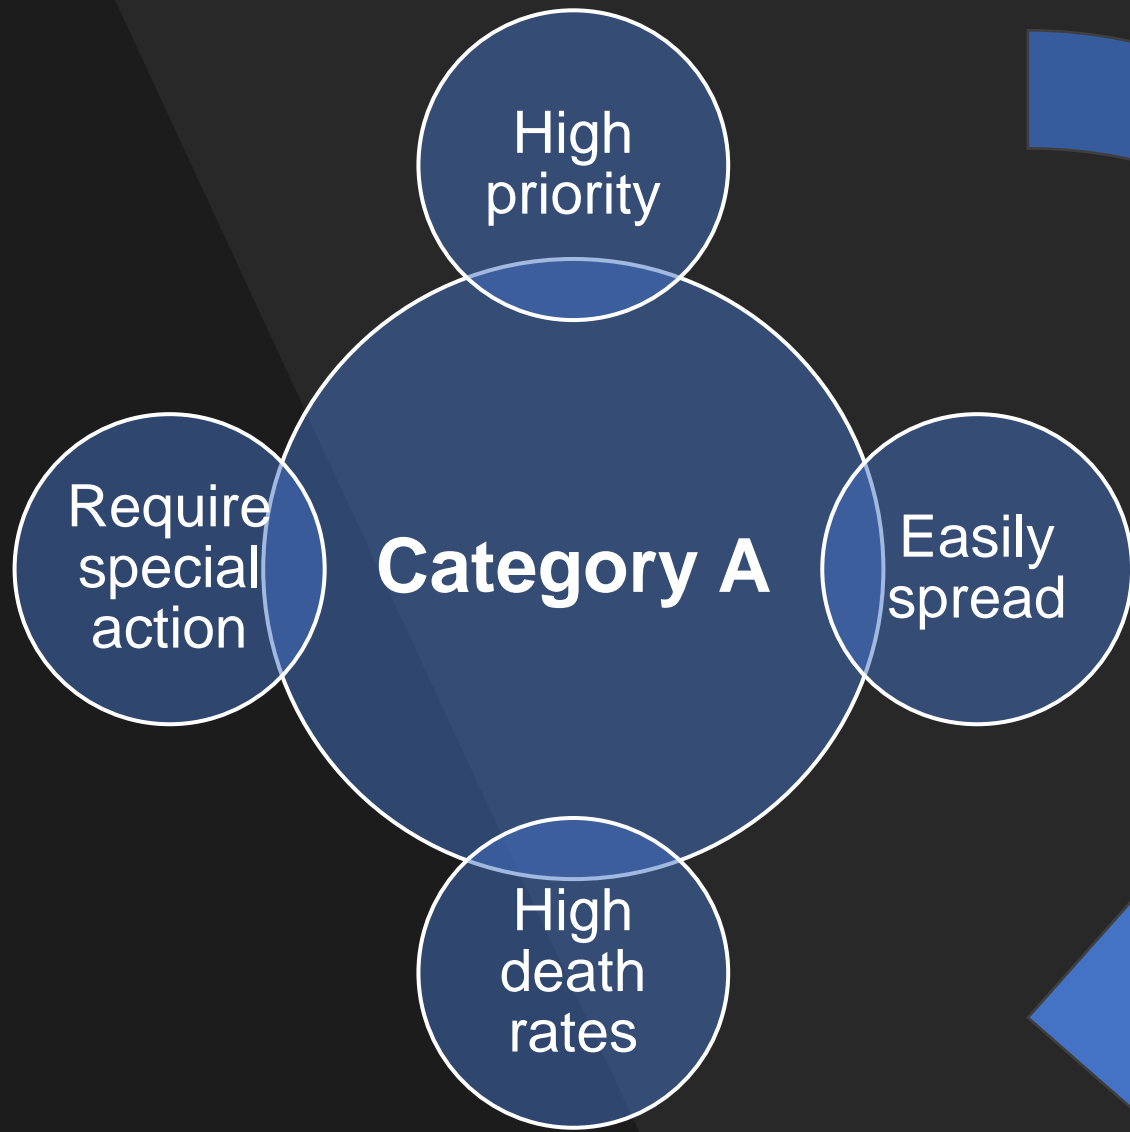 High
priority
Require
special
action
Category A
Easily
spread
High
death
rates